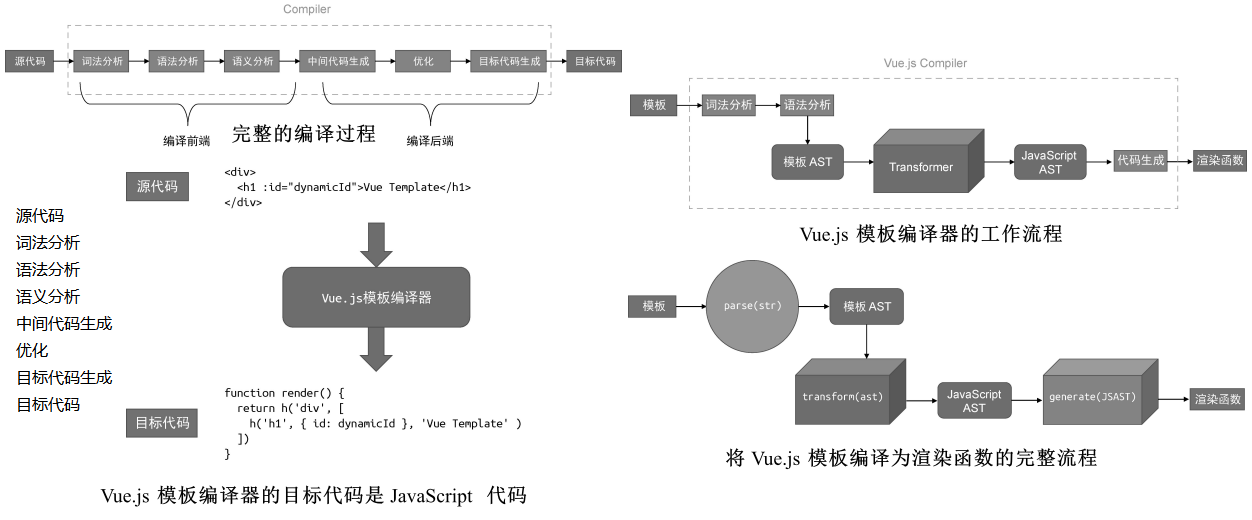 Compiler
源代码
词法分析
语法分析
语义分析
中间代码生成
优化
目标代码生成
目标代码
编译前端
完整的编译过程
编译后端
源代码
<div>
  <h1 :id="dynamicId">Vue Template</h1>
</div>
源代码
词法分析
语法分析
语义分析
中间代码生成
优化
目标代码生成
目标代码
Vue.js模板编译器
目标代码
function render() {
  return h('div', [
    h('h1', { id: dynamicId }, 'Vue Template' )
  ])
}
Vue.js 模板编译器的目标代码是 JavaScript 代码
Vue.js Compiler
模板
词法分析
语法分析
模板 AST
Transformer
JavaScript
AST
代码生成
渲染函数
Vue.js 模板编译器的工作流程
模板
parse(str)
模板 AST
transform(ast)
JavaScript
AST
generate(JSAST)
渲染函数
将 Vue.js 模板编译为渲染函数的完整流程